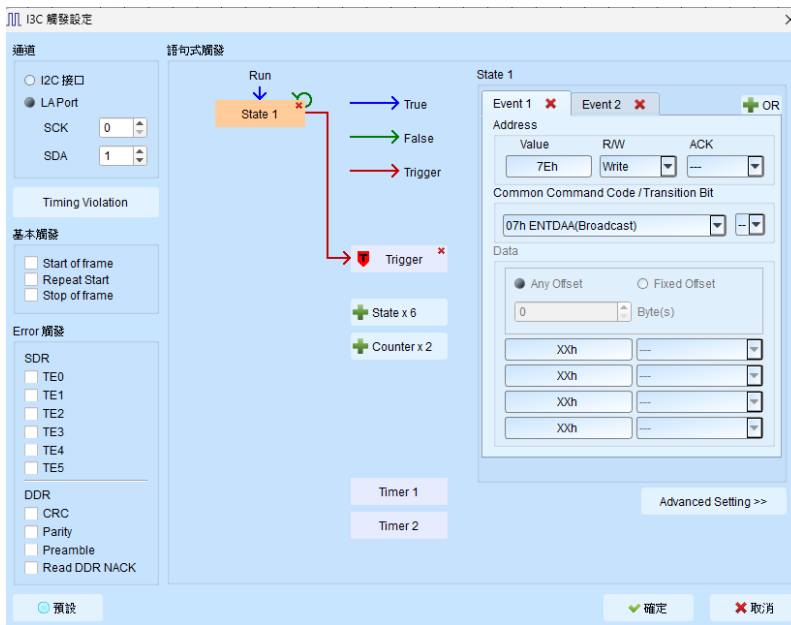 I3C 觸發設定
通道
I2C 接口
LA Port
SCK 0
SDA 1
Timing Violation
基本觸發
Start of frame
Repeat Start
Stop of frame
Error 觸發
SDR
TE0
TE1
TE2
TE3
TE4
TE5
DDR
CRC
Parity
Preamble
Read DDR NACK
預設
語句式觸發
Run
State 1
True
False
Trigger
T Trigger
State x 6
Counter x 2
Timer 1
Timer 2
State 1
Event 1 Event 2 OR
Address
Value R/W ACK
7Eh Write ---
Common Command Code / Transition Bit
07h ENTDAA(Broadcast) --
Data
Any Offset Fixed Offset
0 Byte(s)
XXh ---
XXh ---
XXh ---
XXh ---
Advanced Setting >>
確定 取消